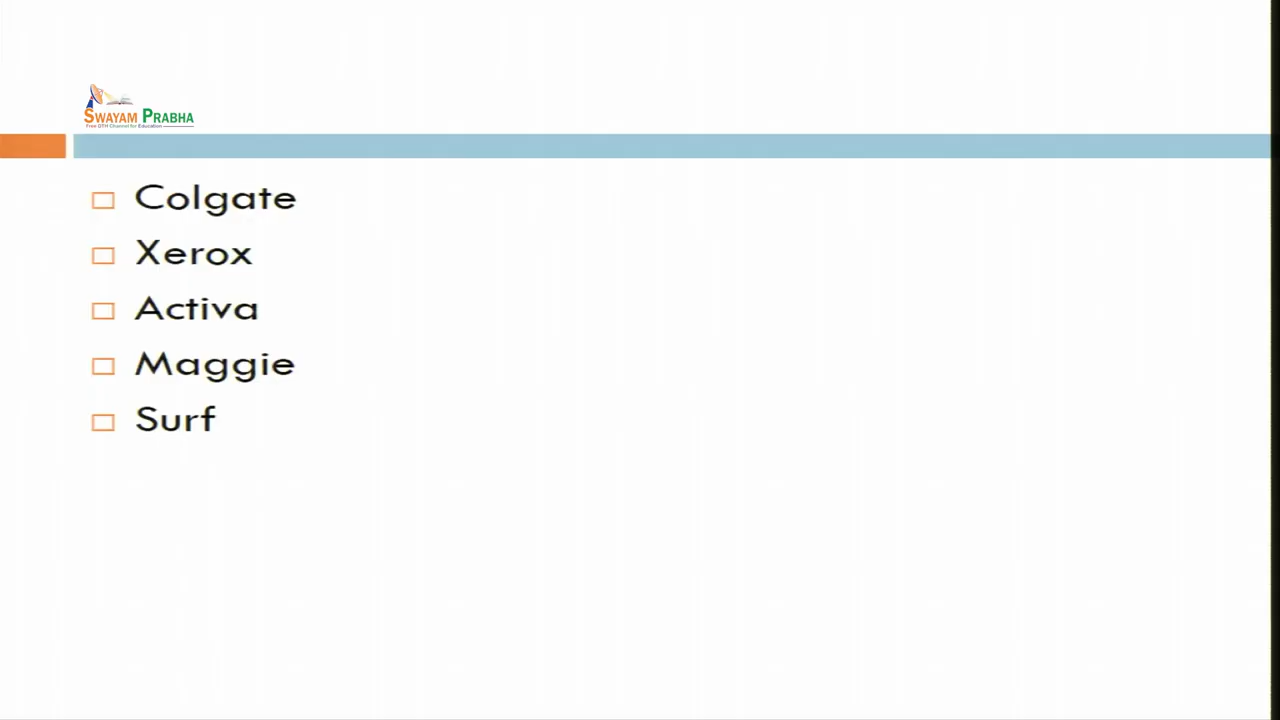 SWAYAM PRABHA
Free DTH Channel for Education
Colgate
Xerox
Activa
Maggie
Surf